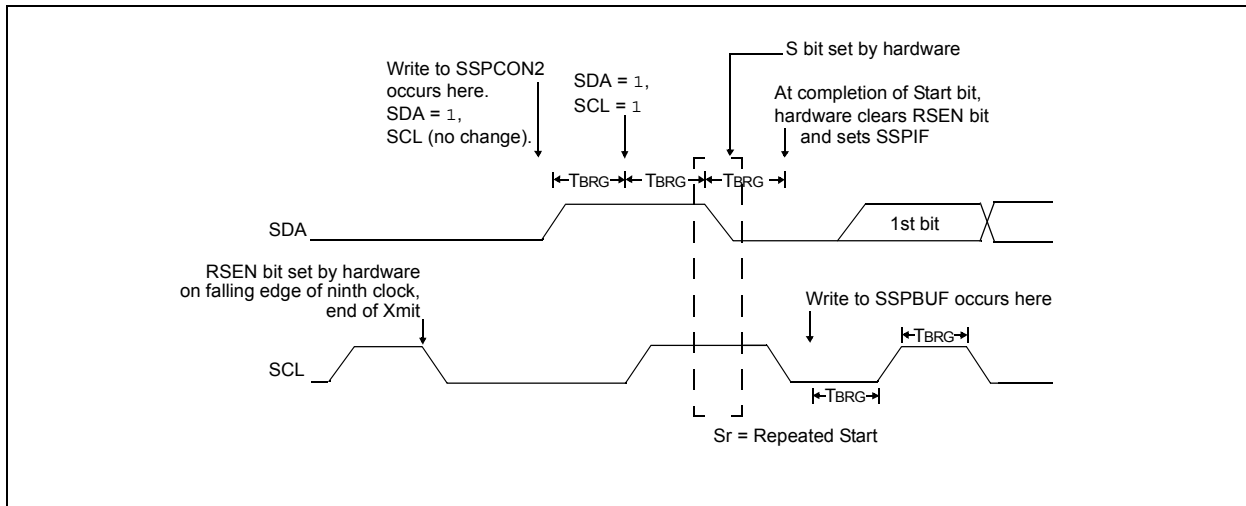 S bit set by hardware
Write to SSPCON2
occurs here.
SDA = 1,
SCL (no change).
SDA = 1,
SCL = 1
At completion of Start bit,
hardware clears RSEN bit
and sets SSPIF
TBRG
TBRG
TBRG
SDA
1st bit
RSEN bit set by hardware
on falling edge of ninth clock,
end of Xmit
Write to SSPBUF occurs here
TBRG
SCL
TBRG
Sr = Repeated Start